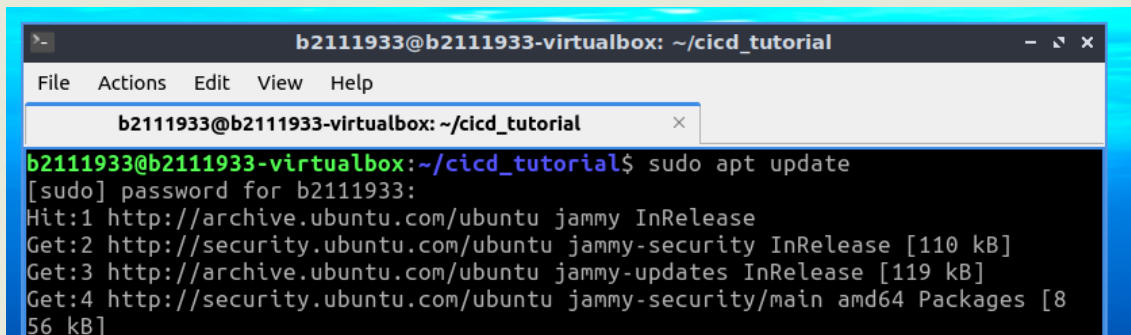 b2111933@b2111933-virtualbox: ~/cicd_tutorial
File Actions Edit View Help
b2111933@b2111933-virtualbox: ~/cicd_tutorial
b2111933@b2111933-virtualbox:~/cicd_tutorial$ sudo apt update
[sudo] password for b2111933:
Hit:1 http://archive.ubuntu.com/ubuntu jammy InRelease
Get:2 http://security.ubuntu.com/ubuntu jammy-security InRelease [110 kB]
Get:3 http://archive.ubuntu.com/ubuntu jammy-updates InRelease [119 kB]
Get:4 http://security.ubuntu.com/ubuntu jammy-security/main amd64 Packages [8
56 kB]